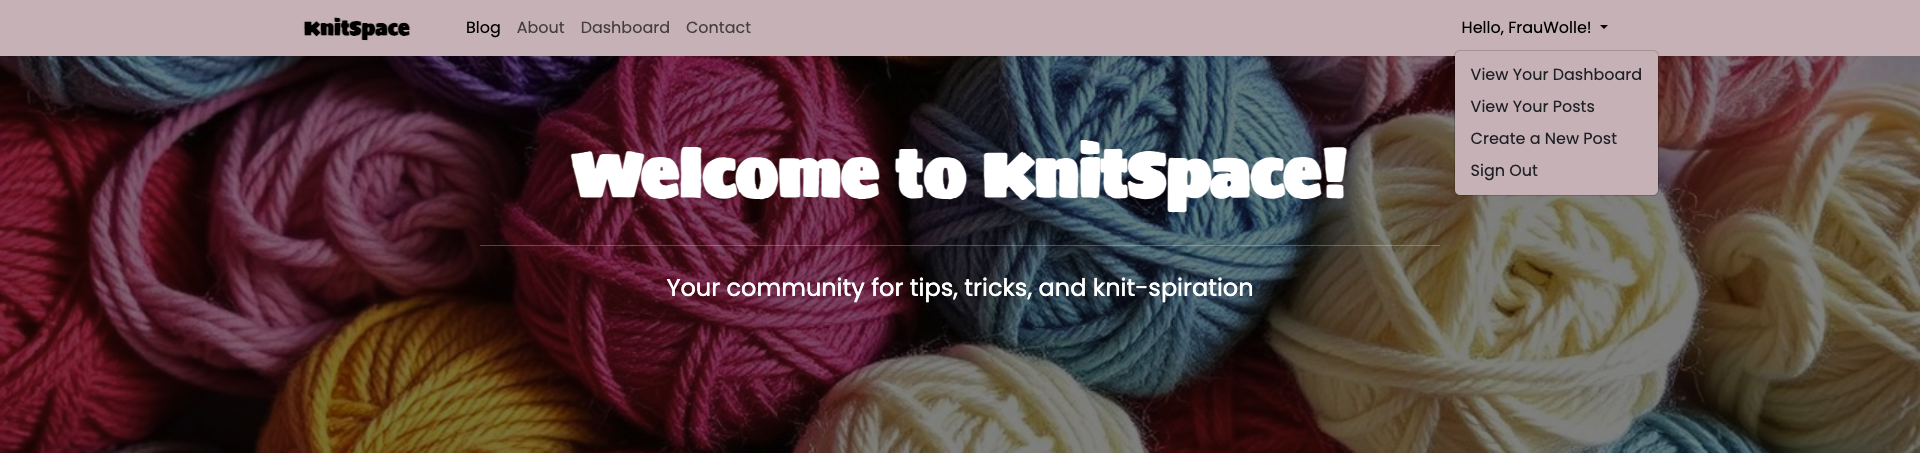 KnitSpace Blog About Dashboard Contact Hello, FrauWolle!
View Your Dashboard
View Your Posts
Create a New Post
Sign Out
Welcome to KnitSpace!
Your community for tips, tricks, and knit-spiration